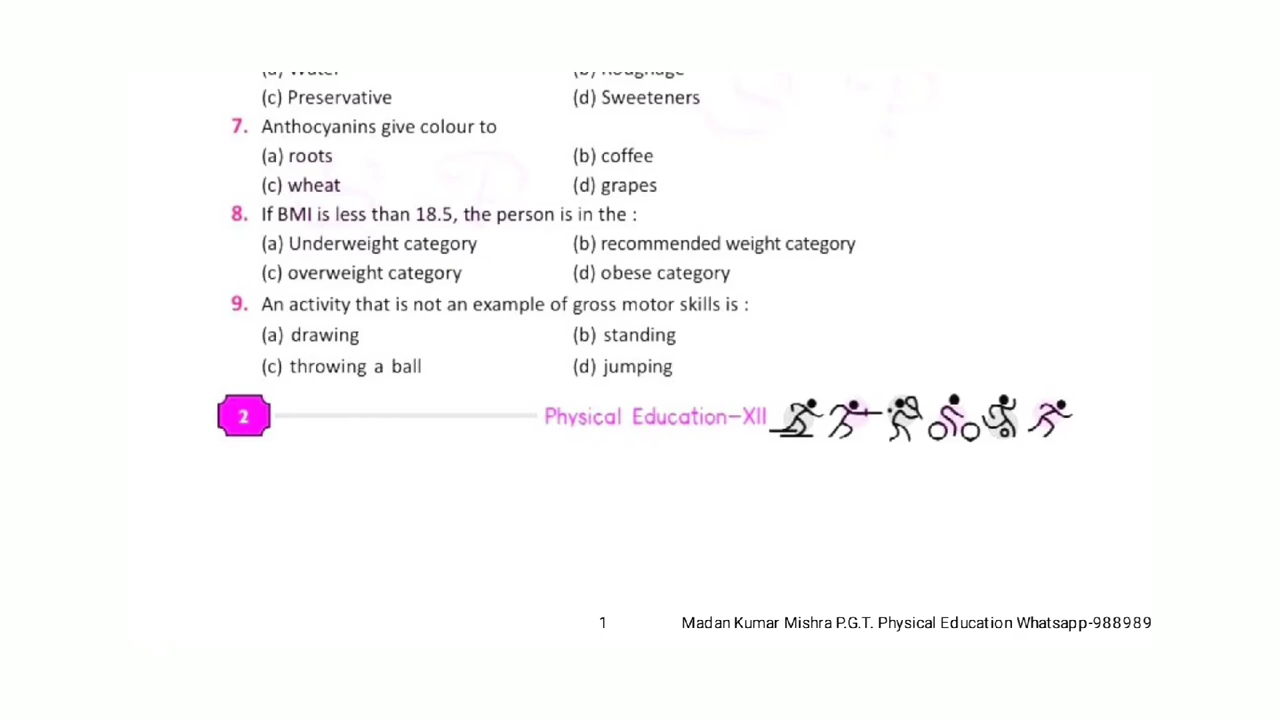 (a) Water (b) Roughage
(c) Preservative (d) Sweeteners
7. Anthocyanins give colour to
(a) roots (b) coffee
(c) wheat (d) grapes
8. If BMI is less than 18.5, the person is in the :
(a) Underweight category (b) recommended weight category
(c) overweight category (d) obese category
9. An activity that is not an example of gross motor skills is :
(a) drawing (b) standing
(c) throwing a ball (d) jumping
2 Physical Education–XII
1 Madan Kumar Mishra P.G.T. Physical Education Whatsapp-988989